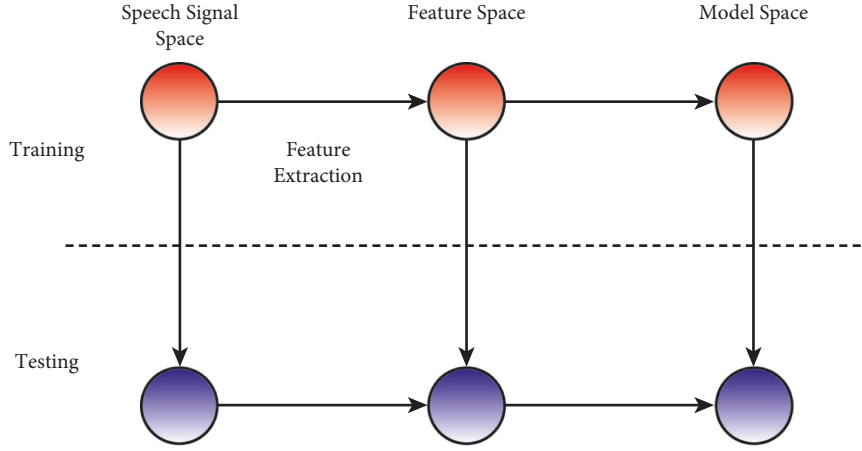 Speech Signal
Space
Feature Space
Model Space
Training
Feature
Extraction
Testing